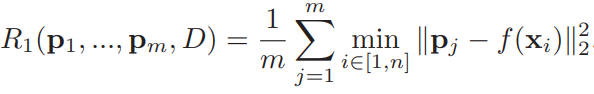 R_1(\mathbf{p}_1, ..., \mathbf{p}_m, D) = \frac{1}{m} \sum_{j=1}^{m} \min_{i \in [1,n]} \|\mathbf{p}_j - f(\mathbf{x}_i)\|_2^2.